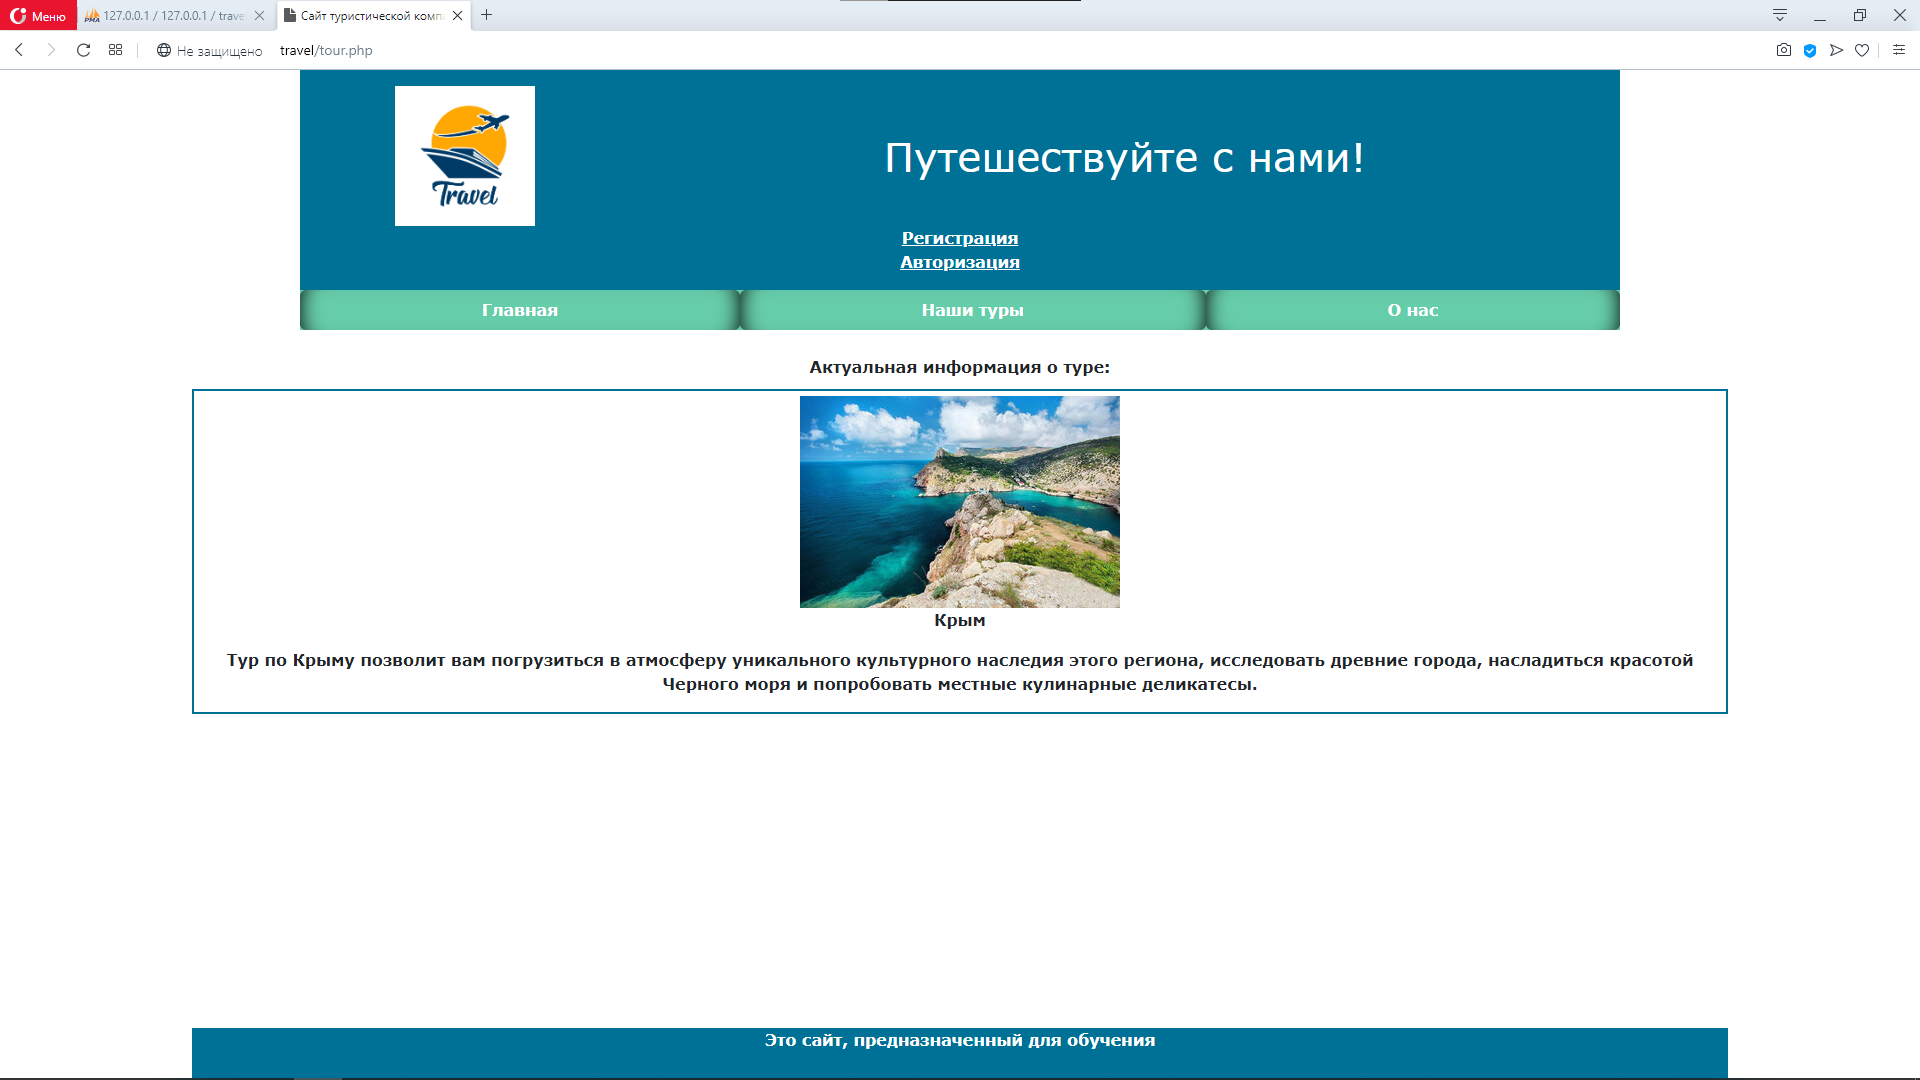 Меню
127.0.0.1 / 127.0.0.1 / trave
Сайт туристической комп
Не защищено travel/tour.php
Travel
Путешествуйте с нами!
Регистрация
Авторизация
Главная
Наши туры
О нас
Актуальная информация о туре:
Крым
Тур по Крыму позволит вам погрузиться в атмосферу уникального культурного наследия этого региона, исследовать древние города, насладиться красотой
Черного моря и попробовать местные кулинарные деликатесы.
Это сайт, предназначенный для обучения